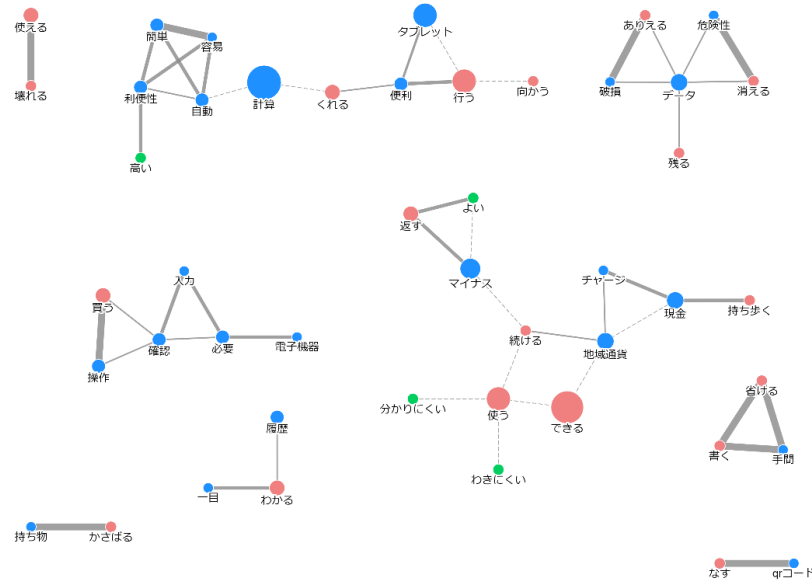 使える
簡単
容易
タブレット
ありえる
危険性
壊れる
利便性
自動
計算
くれる
便利
行う
向かう
破損
データ
消える
高い
残る
よい
返す
マイナス
チャージ
現金
持ち歩く
入力
買う
確認
必要
電子機器
操作
続ける
地域通貨
分かりにくい
使う
できる
わきにくい
省ける
書く
手間
履歴
一目
わかる
持ち物
かさばる
なす
qrコード